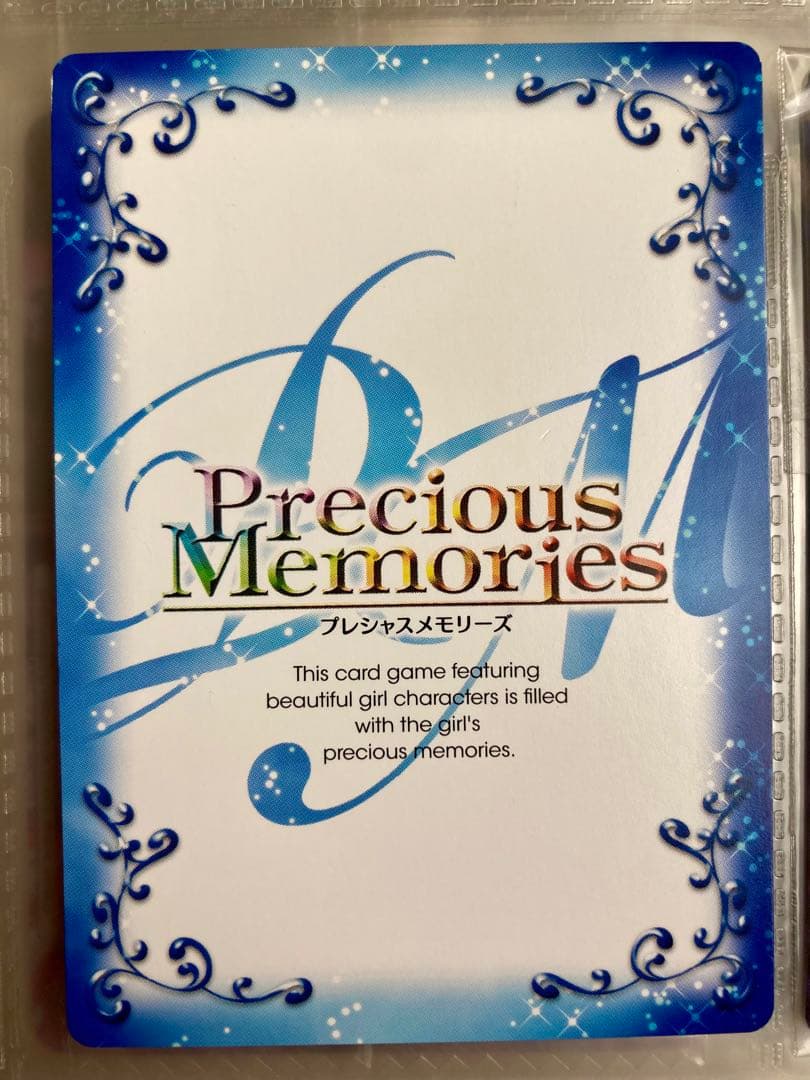 PM
Precious
Memories
プレシャスメモリーズ
This card game featuring
beautiful girl characters is filled
with the girl's
precious memories.